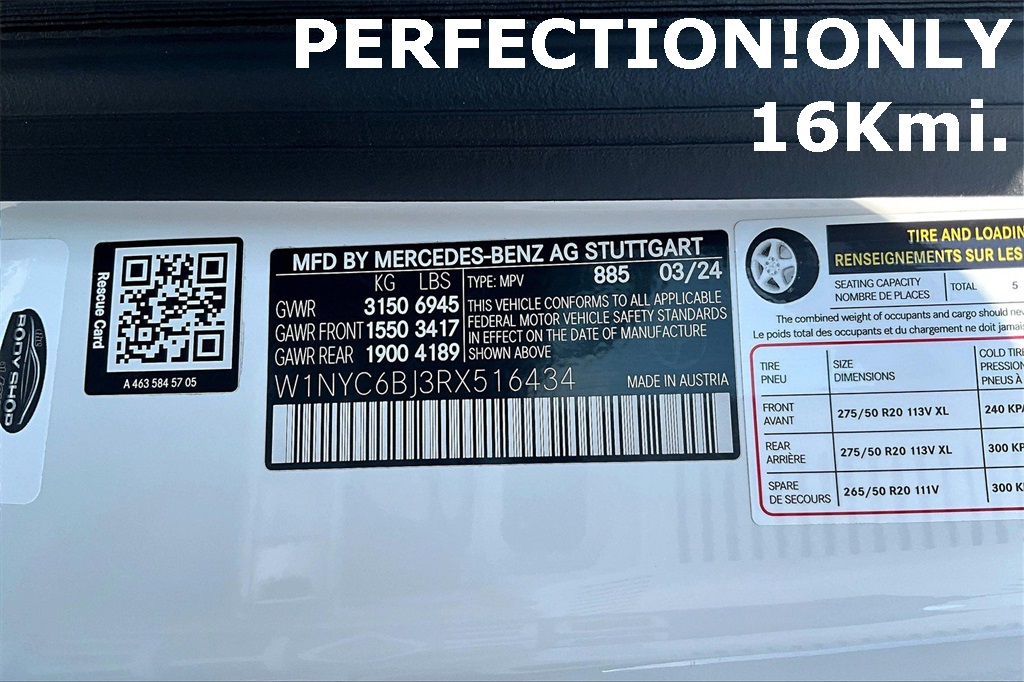 PERFECTION!ONLY
16Kmi.
BODY SHOP
Rescue Card
A 463 584 57 05
MFD BY MERCEDES-BENZ AG STUTTGART
KG LBS TYPE: MPV 885 03/24
GVWR 3150 6945
GAWR FRONT 1550 3417
GAWR REAR 1900 4189
THIS VEHICLE CONFORMS TO ALL APPLICABLE
FEDERAL MOTOR VEHICLE SAFETY STANDARDS
IN EFFECT ON THE DATE OF MANUFACTURE
SHOWN ABOVE
W1NYC6BJ3RX516434 MADE IN AUSTRIA
TIRE AND LOADIN
RENSEIGNEMENTS SUR LES
SEATING CAPACITY
NOMBRE DE PLACES
TOTAL 5
The combined weight of occupants and cargo should nev
Le poids total des occupants et du chargement ne doit jamais
TIRE
PNEU
SIZE
DIMENSIONS
COLD TIRE
PRESSION
PNEUS À
FRONT
AVANT
275/50 R20 113V XL 240 KPA
REAR
ARRIÈRE
275/50 R20 113V XL 300 KP
SPARE
DE SECOURS
265/50 R20 111V 300 K